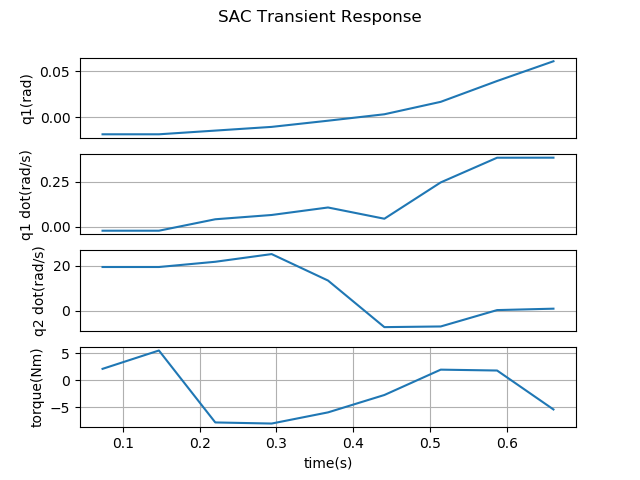 SAC Transient Response
q1(rad)
0.05
0.00
q1 dot(rad/s)
0.25
0.00
q2 dot(rad/s)
20
0
torque(Nm)
5
0
−5
0.1 0.2 0.3 0.4 0.5 0.6
time(s)